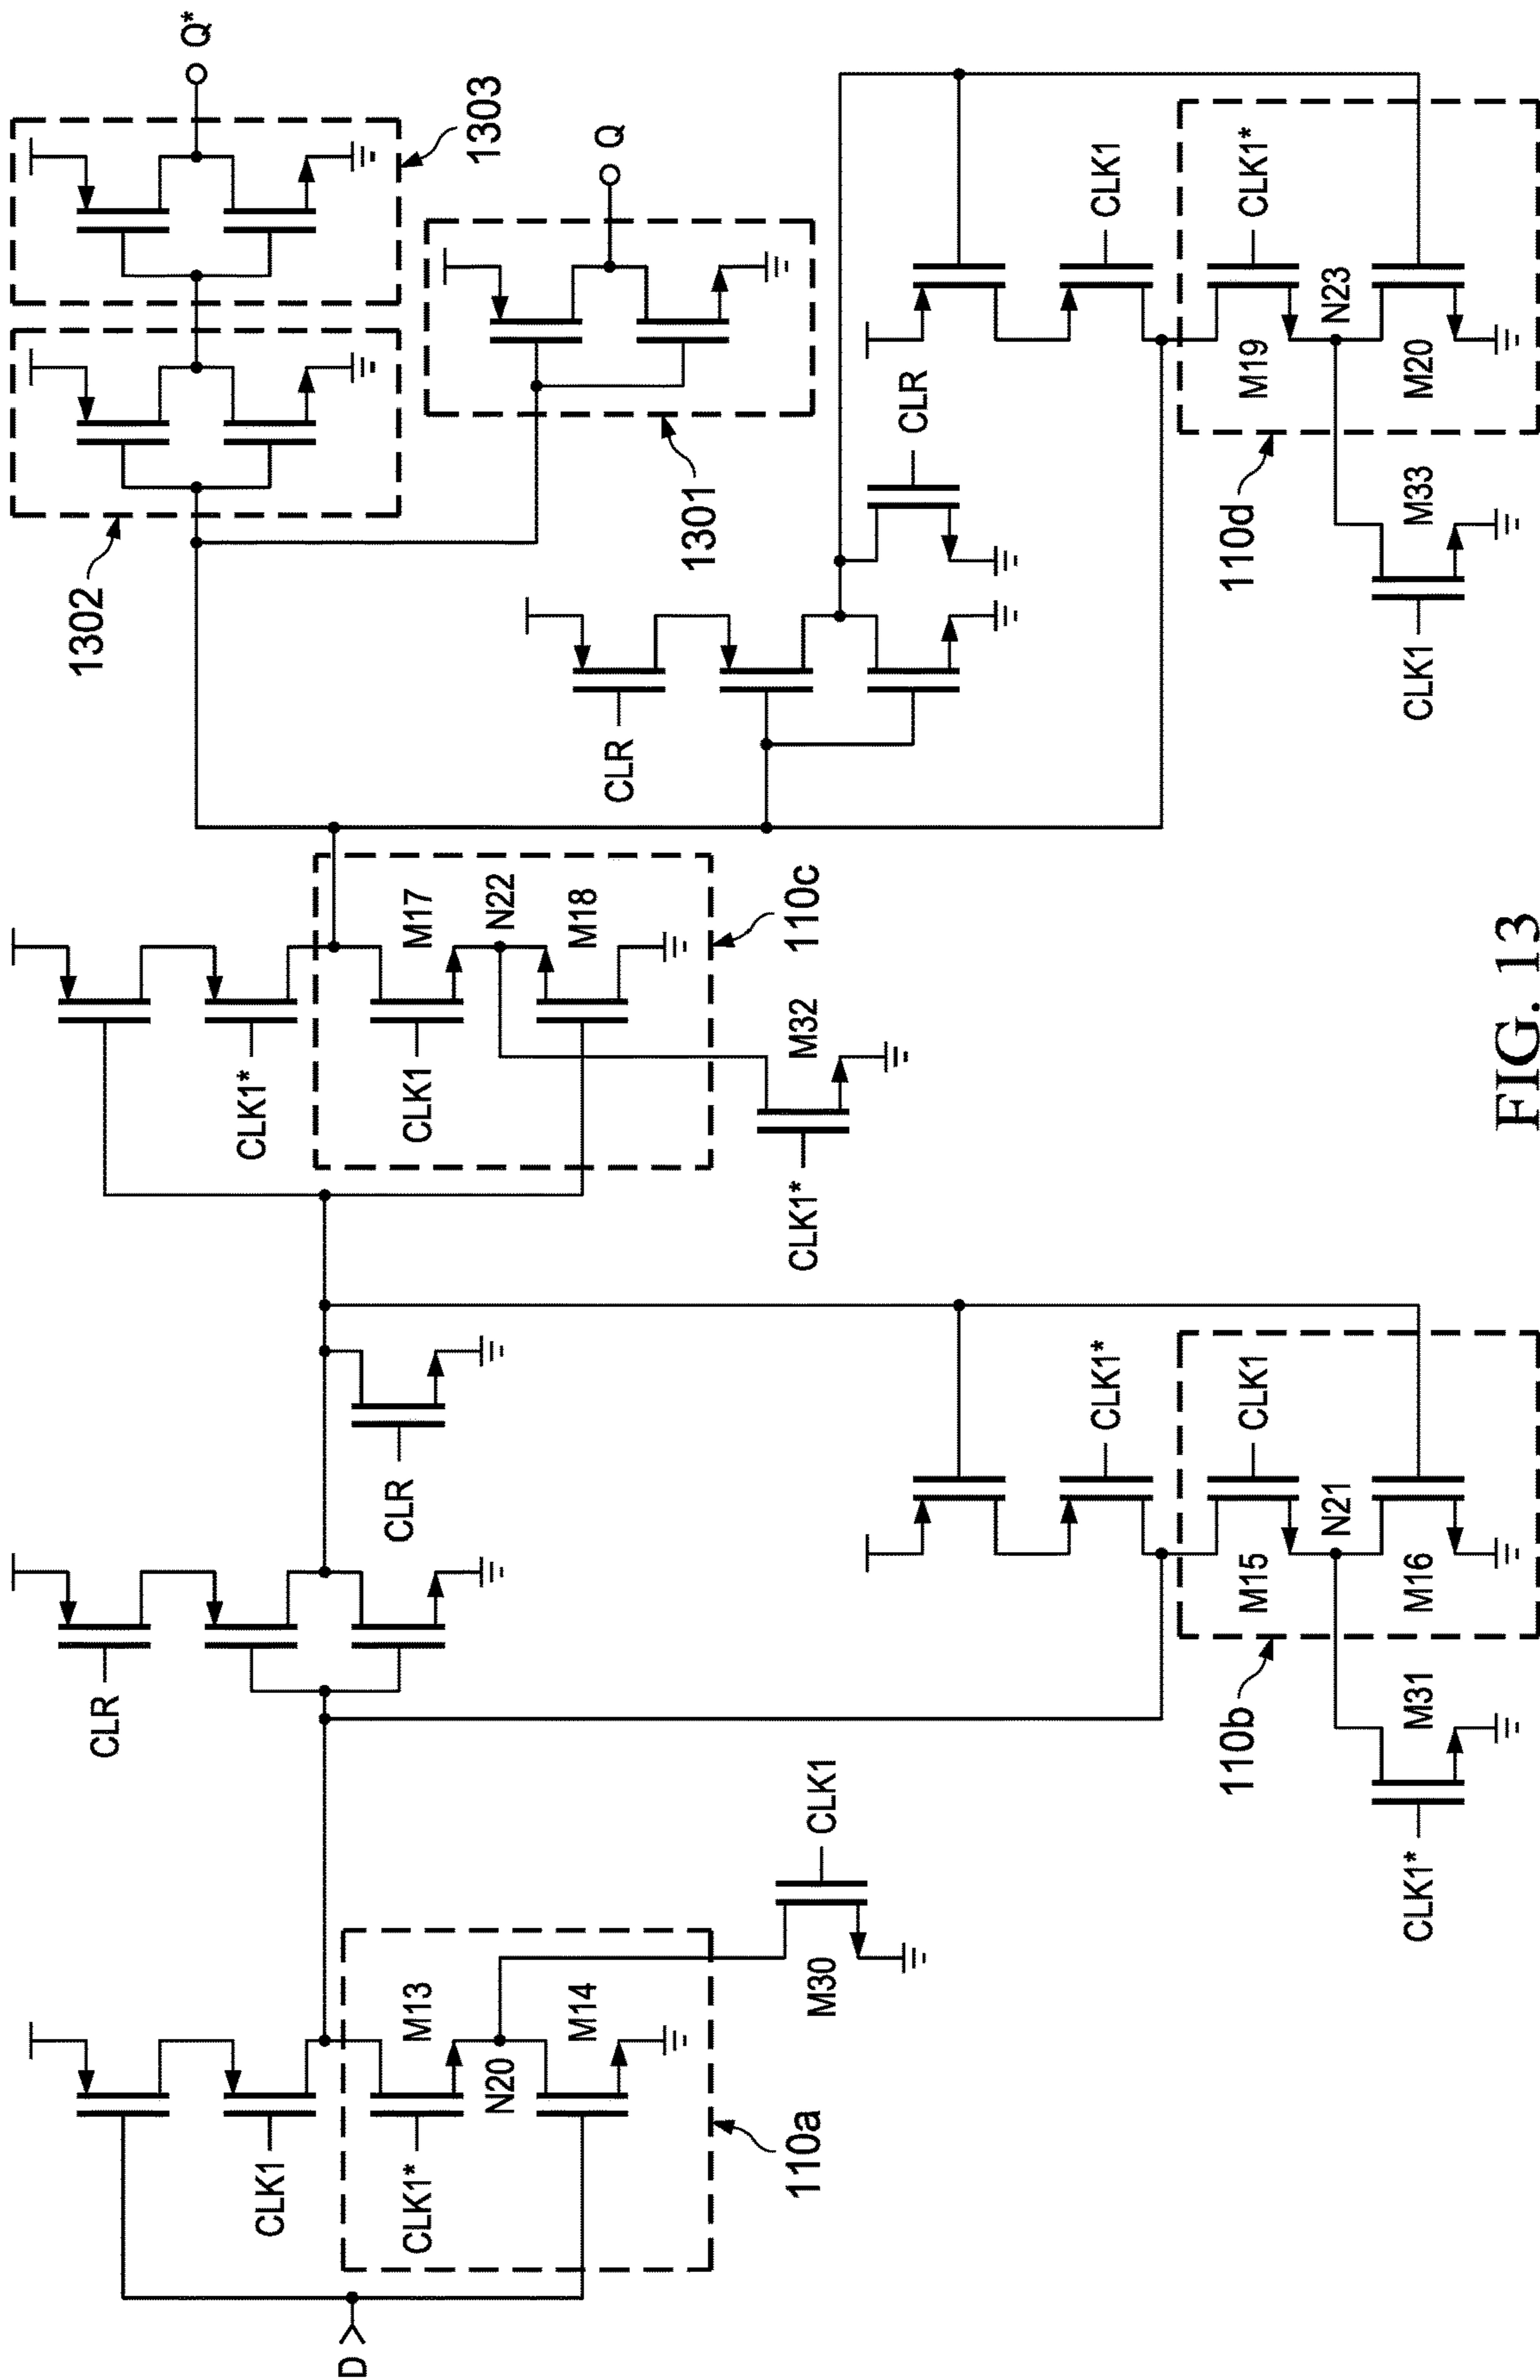 D
CLK1
CLK1*
M13
N20
M14
110a
M30
CLK1
CLR
CLR
CLK1*
CLK1
M15
N21
M16
110b
M31
CLK1*
CLK1*
CLK1
M17
N22
M18
110c
M32
CLK1*
CLR
CLR
CLK1
CLK1*
M19
N23
M20
110d
M33
CLK1
1301
1302
1303
Q
Q*
FIG. 13